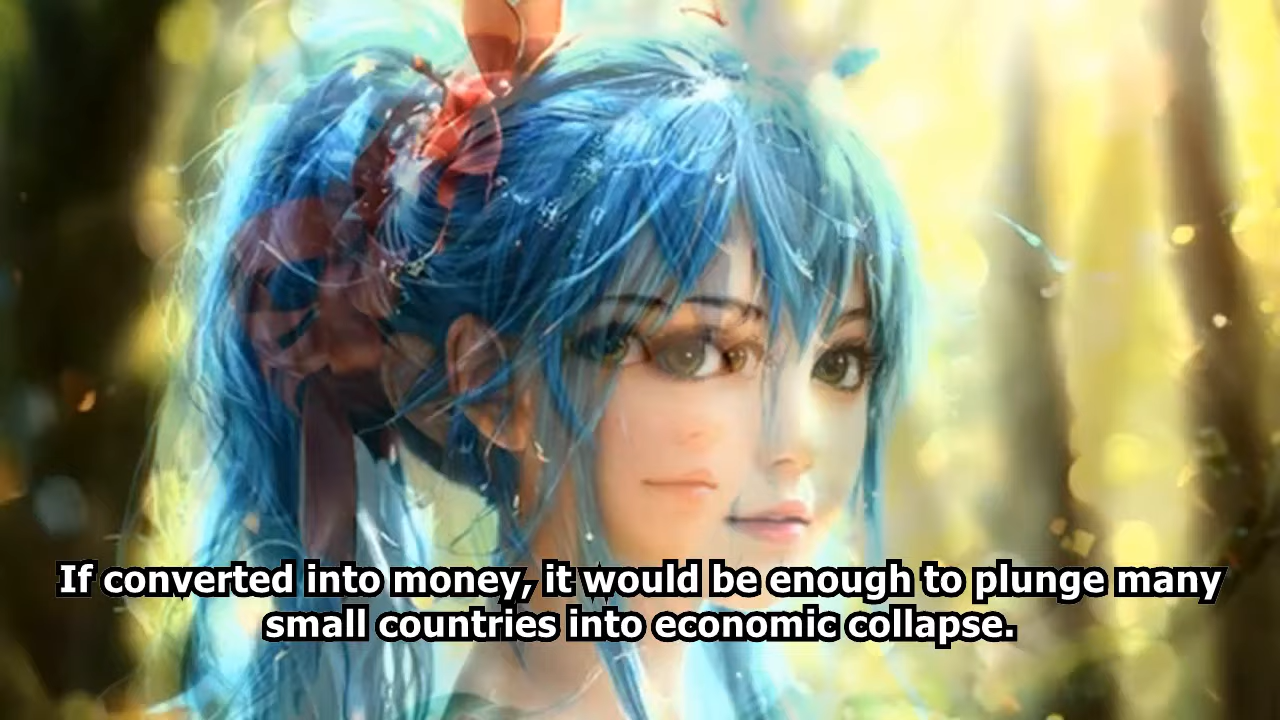 If converted into money, it would be enough to plunge many
small countries into economic collapse.